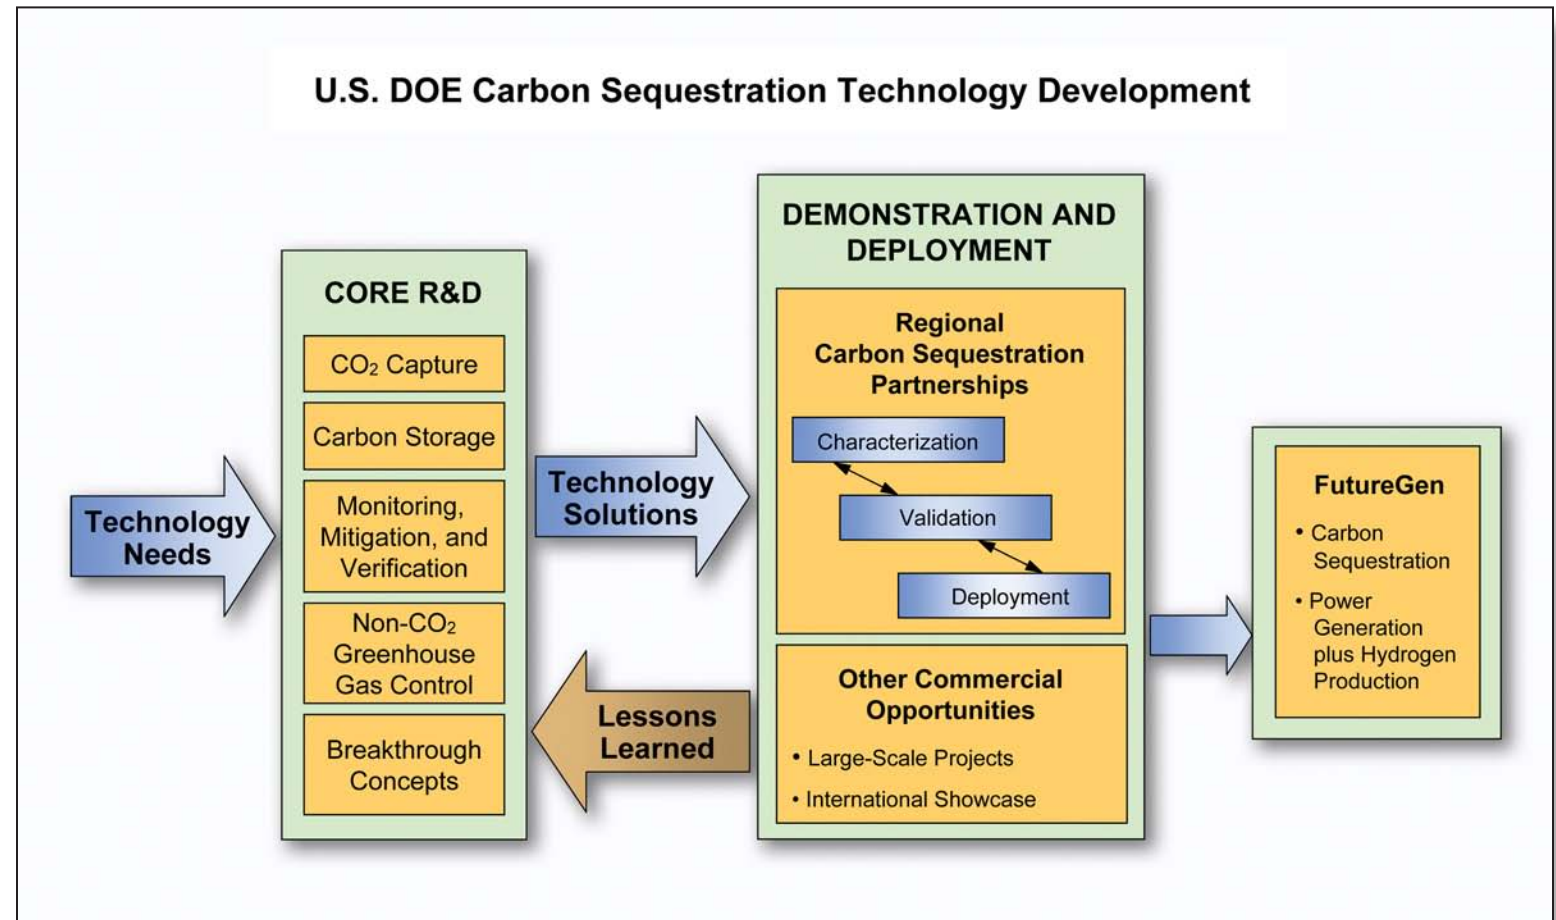 U.S. DOE Carbon Sequestration Technology Development
Technology
Needs
CORE R&D
CO₂ Capture
Carbon Storage
Monitoring,
Mitigation, and
Verification
Non-CO₂
Greenhouse
Gas Control
Breakthrough
Concepts
Technology
Solutions
Lessons
Learned
DEMONSTRATION AND
DEPLOYMENT
Regional
Carbon Sequestration
Partnerships
Characterization
Validation
Deployment
Other Commercial
Opportunities
• Large-Scale Projects
• International Showcase
FutureGen
• Carbon
Sequestration
• Power
Generation
plus Hydrogen
Production